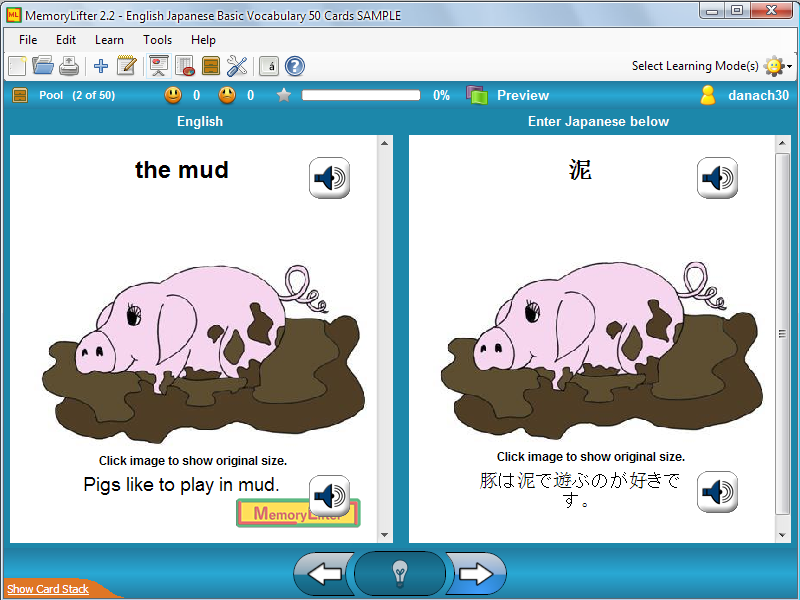 MemoryLifter 2.2 - English Japanese Basic Vocabulary 50 Cards SAMPLE
File Edit Learn Tools Help
á ? Select Learning Mode(s)
Pool (2 of 50) 0 0 0% Preview danach30
English
the mud
Click image to show original size.
Pigs like to play in mud.
Enter Japanese below
泥
Click image to show original size.
豚は泥で遊ぶのが好きで
す。
Show Card Stack